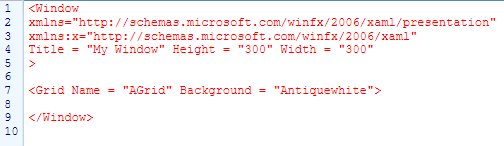 1 <Window
2 xmlns="http://schemas.microsoft.com/winfx/2006/xaml/presentation"
3 xmlns:x="http://schemas.microsoft.com/winfx/2006/xaml"
4 Title = "My Window" Height = "300" Width = "300"
5 >
6
7 <Grid Name = "AGrid" Background = "Antiquewhite">
8
9 </Window>
10